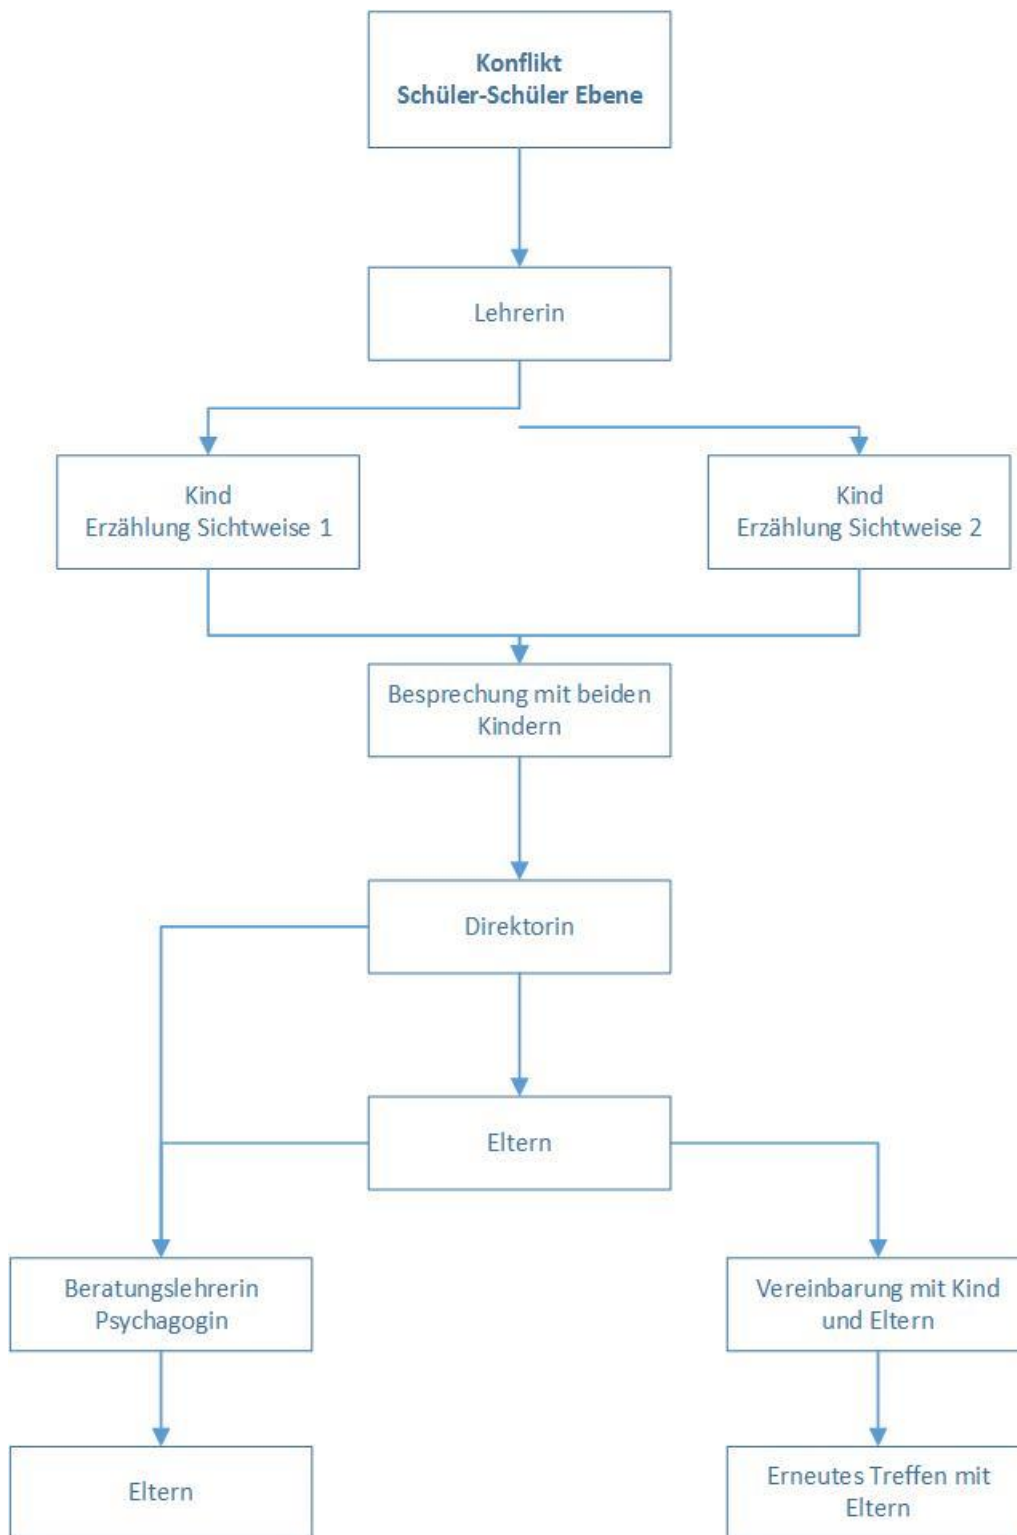 Konflikt
Schüler-Schüler Ebene
Lehrerin
Kind
Erzählung Sichtweise 1
Kind
Erzählung Sichtweise 2
Besprechung mit beiden
Kindern
Direktorin
Eltern
Beratungslehrerin
Psychagogin
Vereinbarung mit Kind
und Eltern
Eltern
Erneutes Treffen mit
Eltern